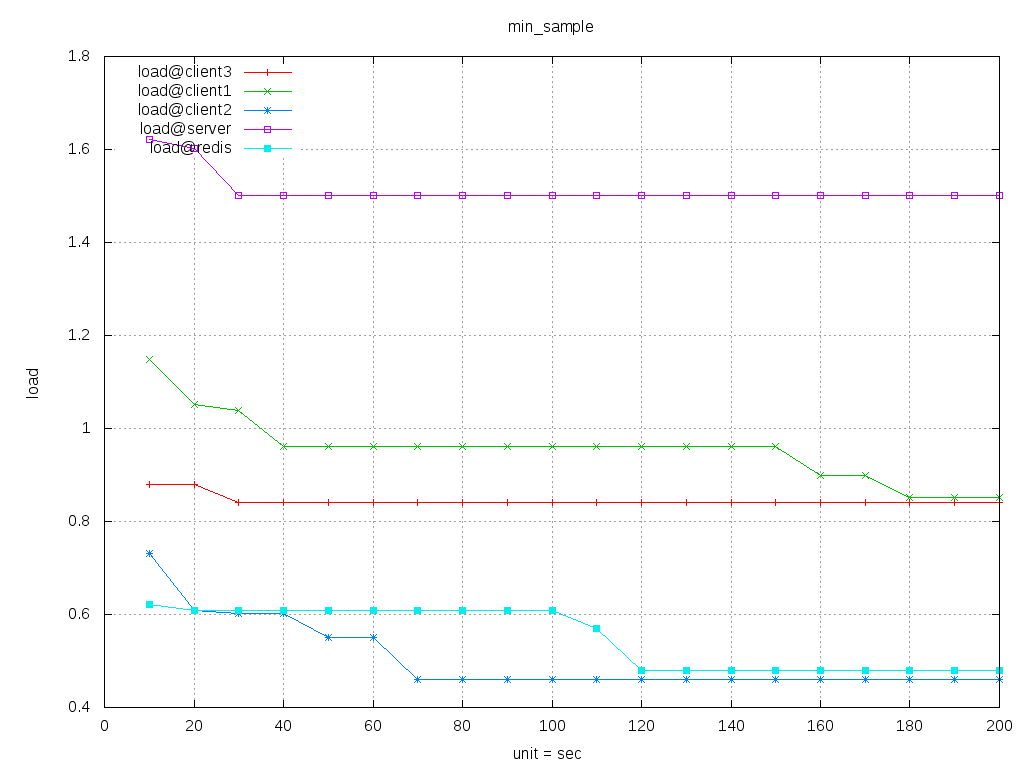 min_sample
1.8
load@client3
load@client1
load@client2
load@server
load@redis
1.6
1.4
1.2
1
0.8
0.6
0.4
load
0 20 40 60 80 100 120 140 160 180 200
unit = sec